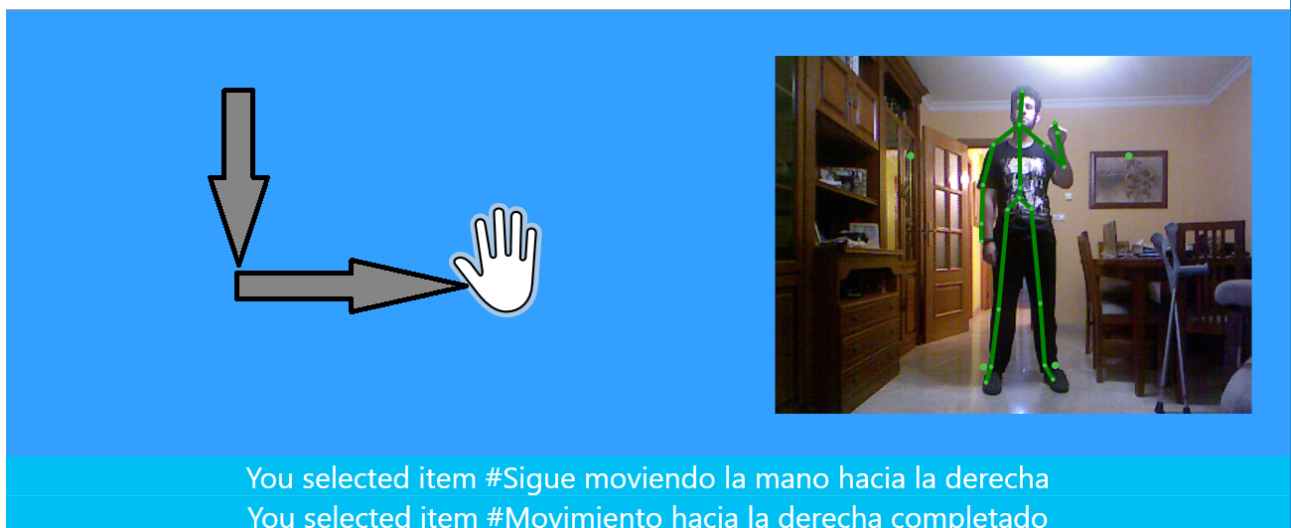 You selected item #Sigue moviendo la mano hacia la derecha
You selected item #Movimiento hacia la derecha completado